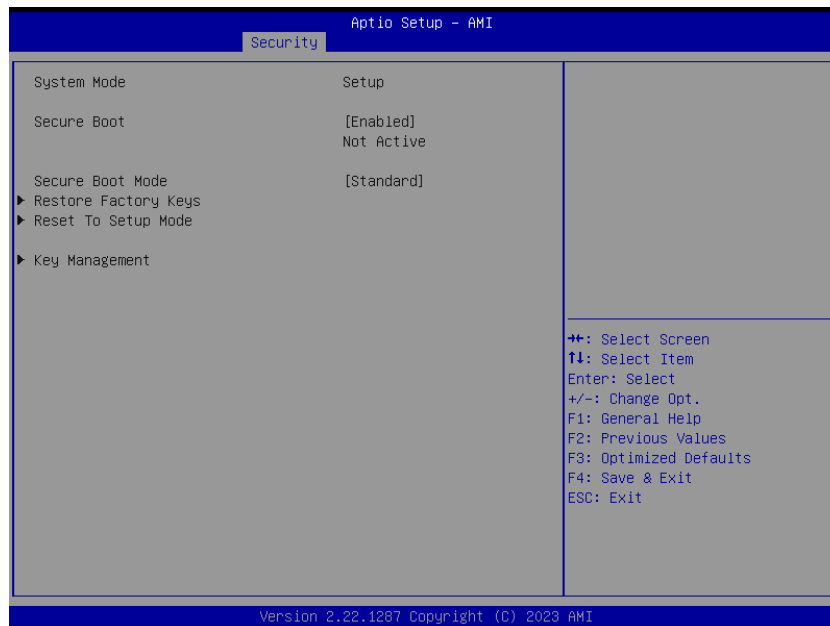 Aptio Setup – AMI
Security
System Mode Setup
Secure Boot [Enabled]
Not Active
Secure Boot Mode [Standard]
▶ Restore Factory Keys
▶ Reset To Setup Mode
▶ Key Management
→←: Select Screen
↑↓: Select Item
Enter: Select
+/-: Change Opt.
F1: General Help
F2: Previous Values
F3: Optimized Defaults
F4: Save & Exit
ESC: Exit
Version 2.22.1287 Copyright (C) 2023 AMI